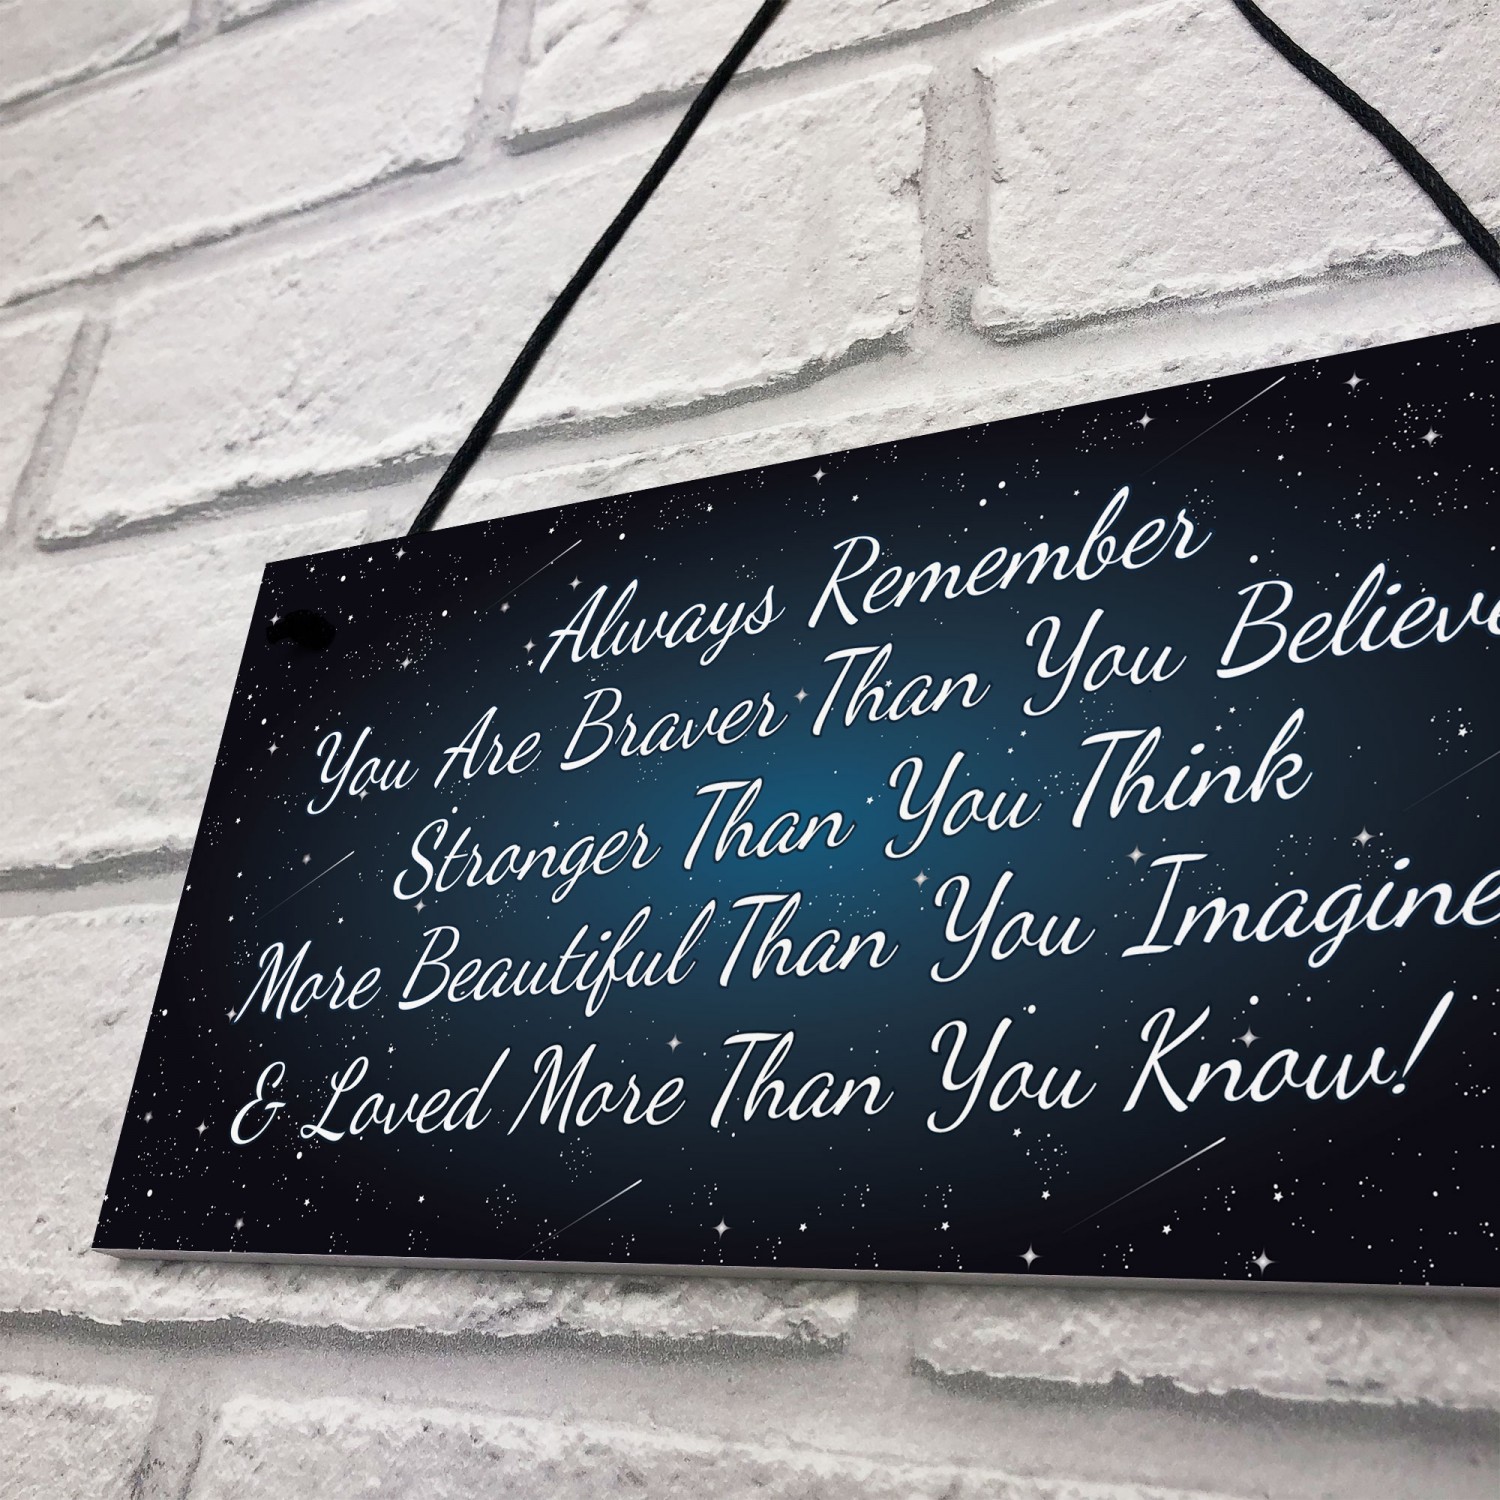 Always Remember
You Are Braver Than You Believe
Stronger Than You Think
More Beautiful Than You Imagine
& Loved More Than You Know!